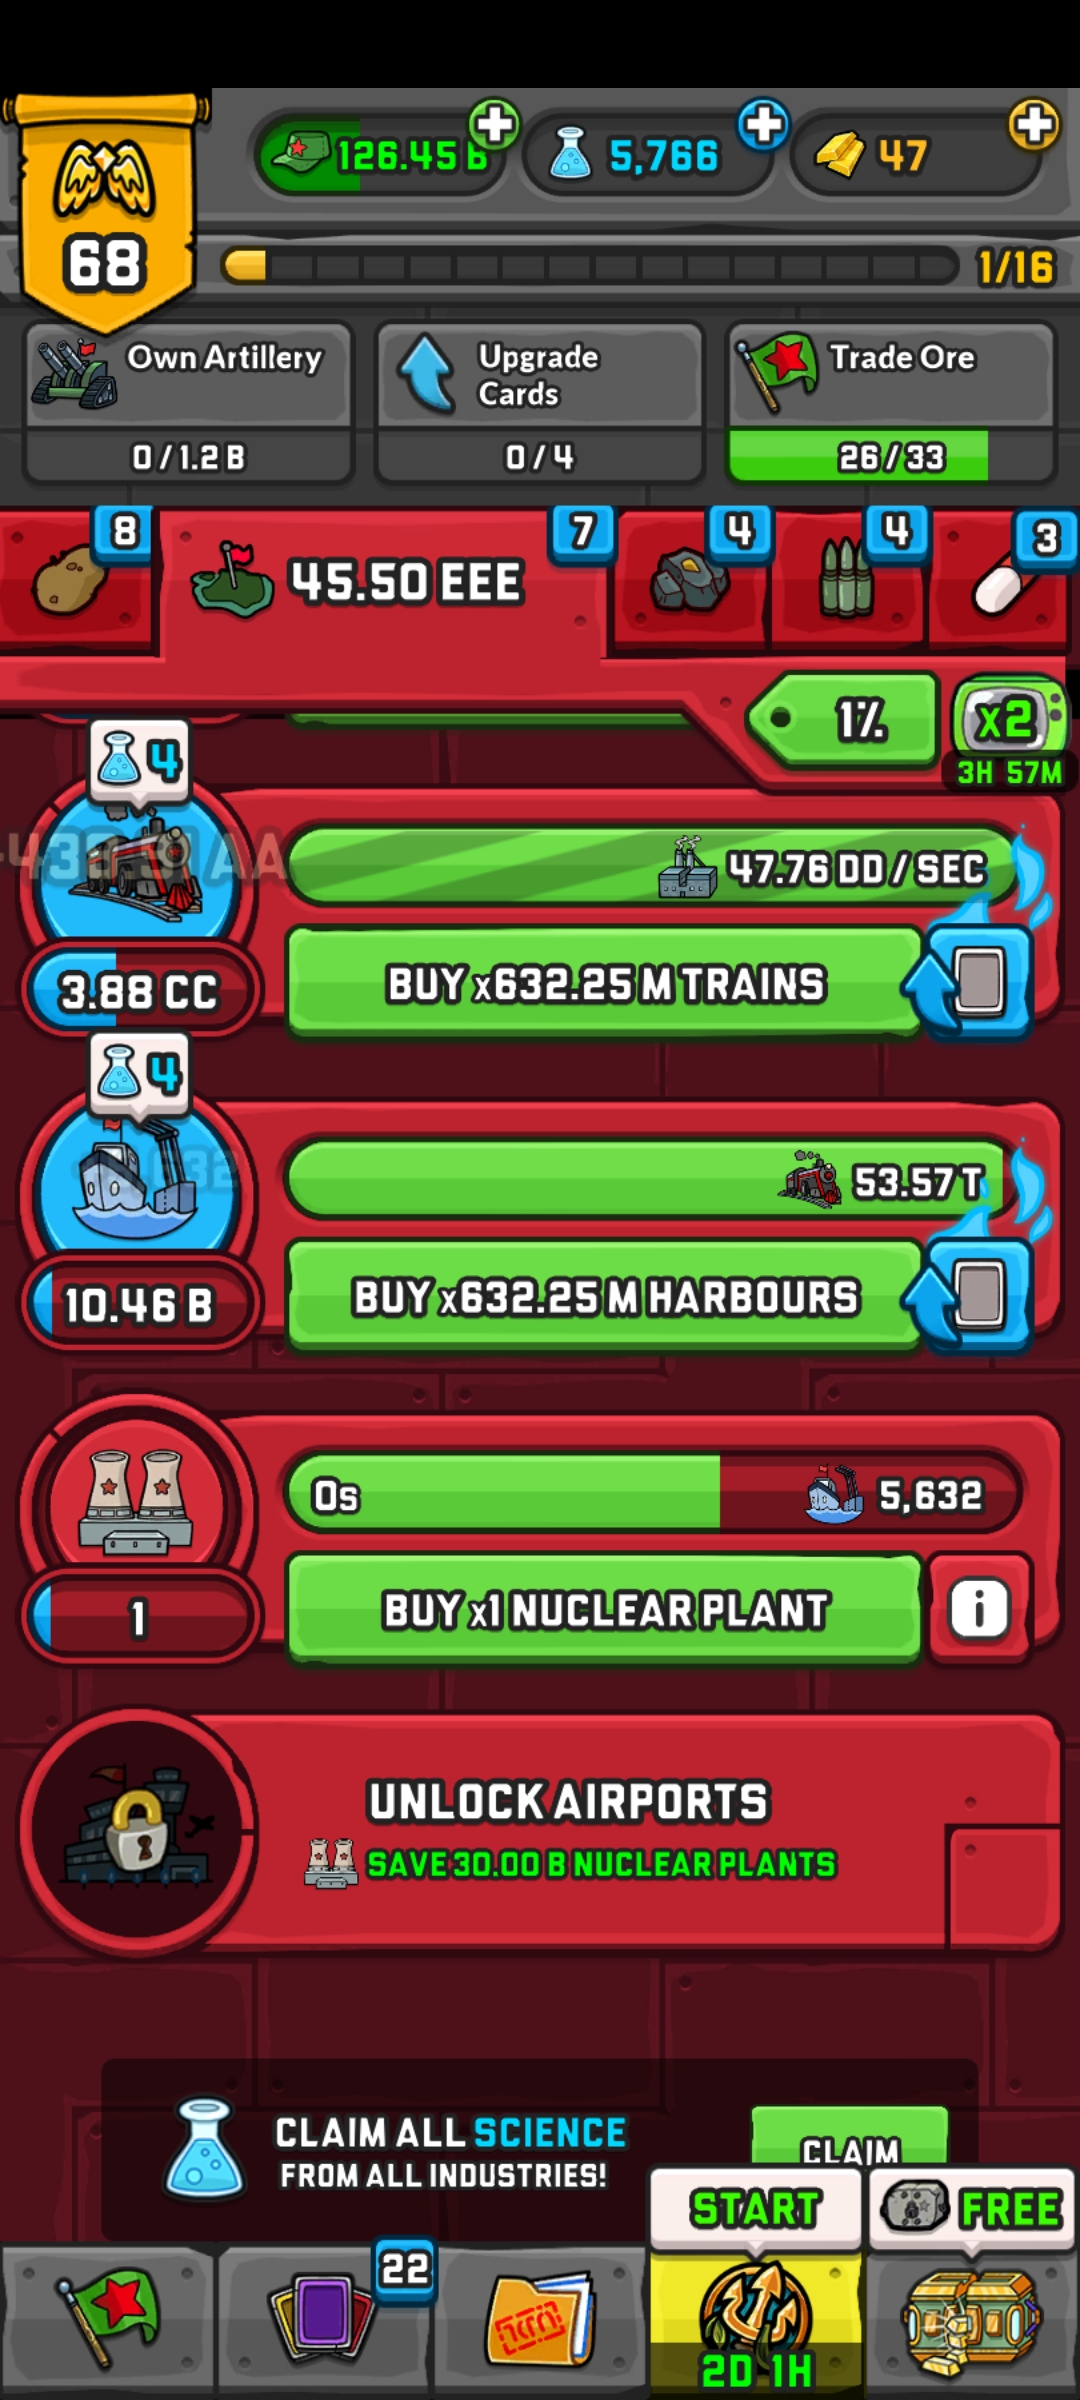 126.45 B
5,766
47
68
1/16
Own Artillery
Upgrade
Cards
Trade Ore
0/1.2 B
0/4
26/33
8
7
4
4
3
45.50 EEE
1%
x2
3H 57M
4
47.76 DD/SEC
3.88 CC
BUY x632.25 M TRAINS
4
53.57 T
10.46 B
BUY x632.25 M HARBOURS
0s
5,632
1
BUY x1 NUCLEAR PLANT
i
UNLOCK AIRPORTS
SAVE 30.00 B NUCLEAR PLANTS
CLAIM ALL SCIENCE
FROM ALL INDUSTRIES!
CLAIM
START
FREE
22
2D 1H